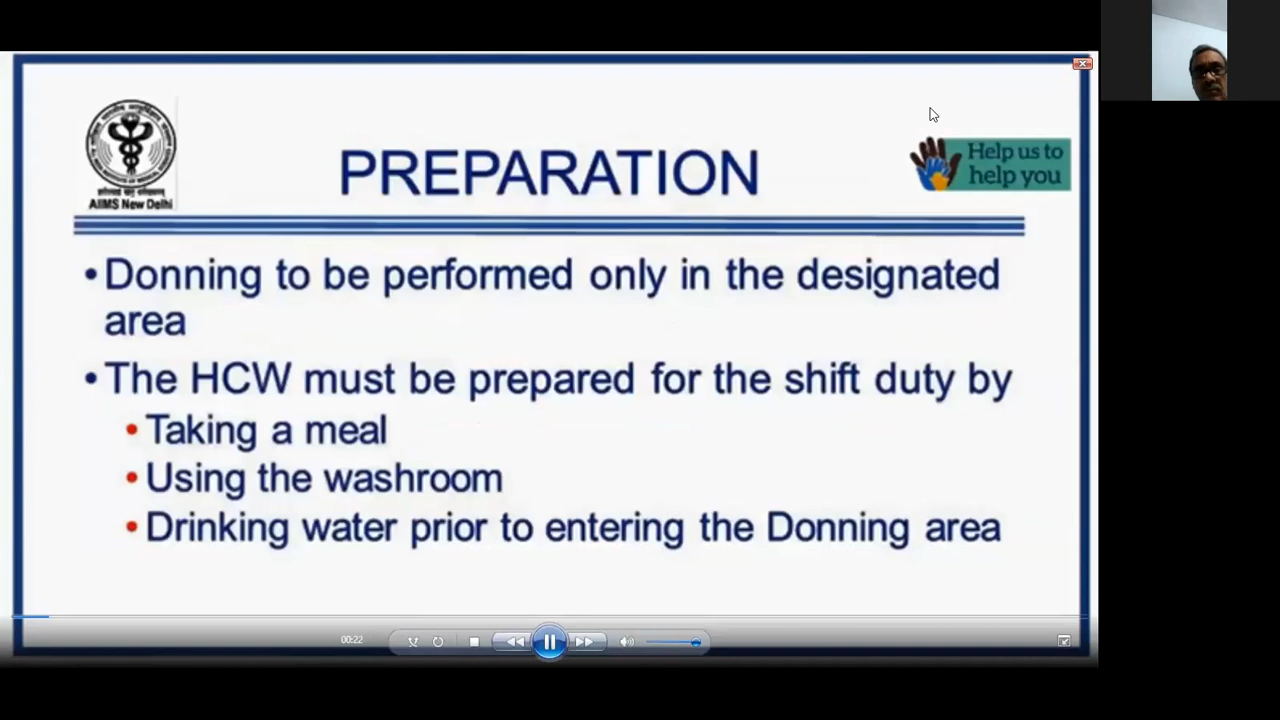 AIIMS New Delhi
PREPARATION
Help us to
help you
•Donning to be performed only in the designated
area
•The HCW must be prepared for the shift duty by
•Taking a meal
•Using the washroom
•Drinking water prior to entering the Donning area
00:22